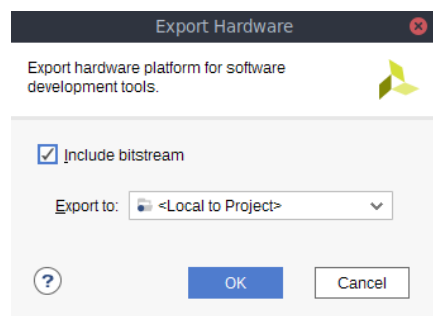 Export Hardware
Export hardware platform for software
development tools.
Include bitstream
Export to: <Local to Project>
?
OK Cancel